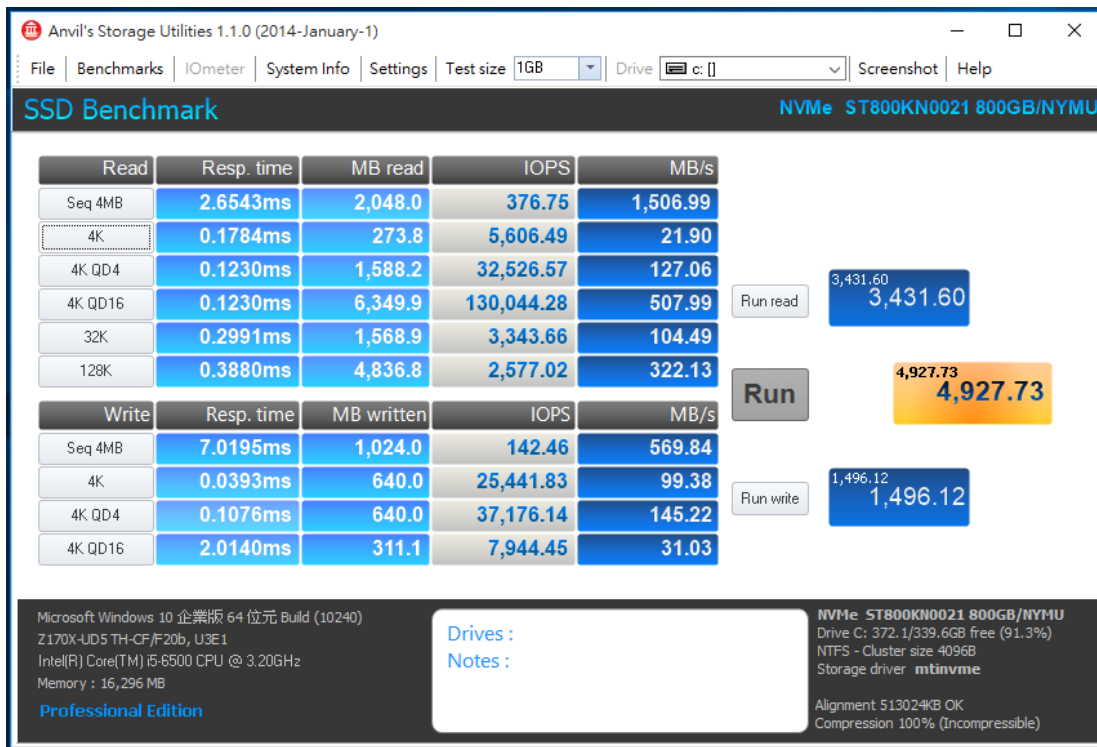 Anvil's Storage Utilities 1.1.0 (2014-January-1)
File Benchmarks IOmeter System Info Settings Test size 1GB Drive c: [] Screenshot Help
SSD Benchmark NVMe ST800KN0021 800GB/NYMU
Read Resp. time MB read IOPS MB/s
Seq 4MB 2.6543ms 2,048.0 376.75 1,506.99
4K 0.1784ms 273.8 5,606.49 21.90
4K QD4 0.1230ms 1,588.2 32,526.57 127.06
4K QD16 0.1230ms 6,349.9 130,044.28 507.99
32K 0.2991ms 1,568.9 3,343.66 104.49
128K 0.3880ms 4,836.8 2,577.02 322.13
Run read
3,431.60
3,431.60
Run
4,927.73
4,927.73
Write Resp. time MB written IOPS MB/s
Seq 4MB 7.0195ms 1,024.0 142.46 569.84
4K 0.0393ms 640.0 25,441.83 99.38
4K QD4 0.1076ms 640.0 37,176.14 145.22
4K QD16 2.0140ms 311.1 7,944.45 31.03
Run write
1,496.12
1,496.12
Microsoft Windows 10 企業版 64 位元 Build (10240)
Z170X-UD5 TH-CF/F20b, U3E1
Intel(R) Core(TM) i5-6500 CPU @ 3.20GHz
Memory : 16,296 MB
Professional Edition
Drives :
Notes :
NVMe ST800KN0021 800GB/NYMU
Drive C: 372.1/339.6GB free (91.3%)
NTFS - Cluster size 4096B
Storage driver mtinvme
Alignment 513024KB OK
Compression 100% (Incompressible)